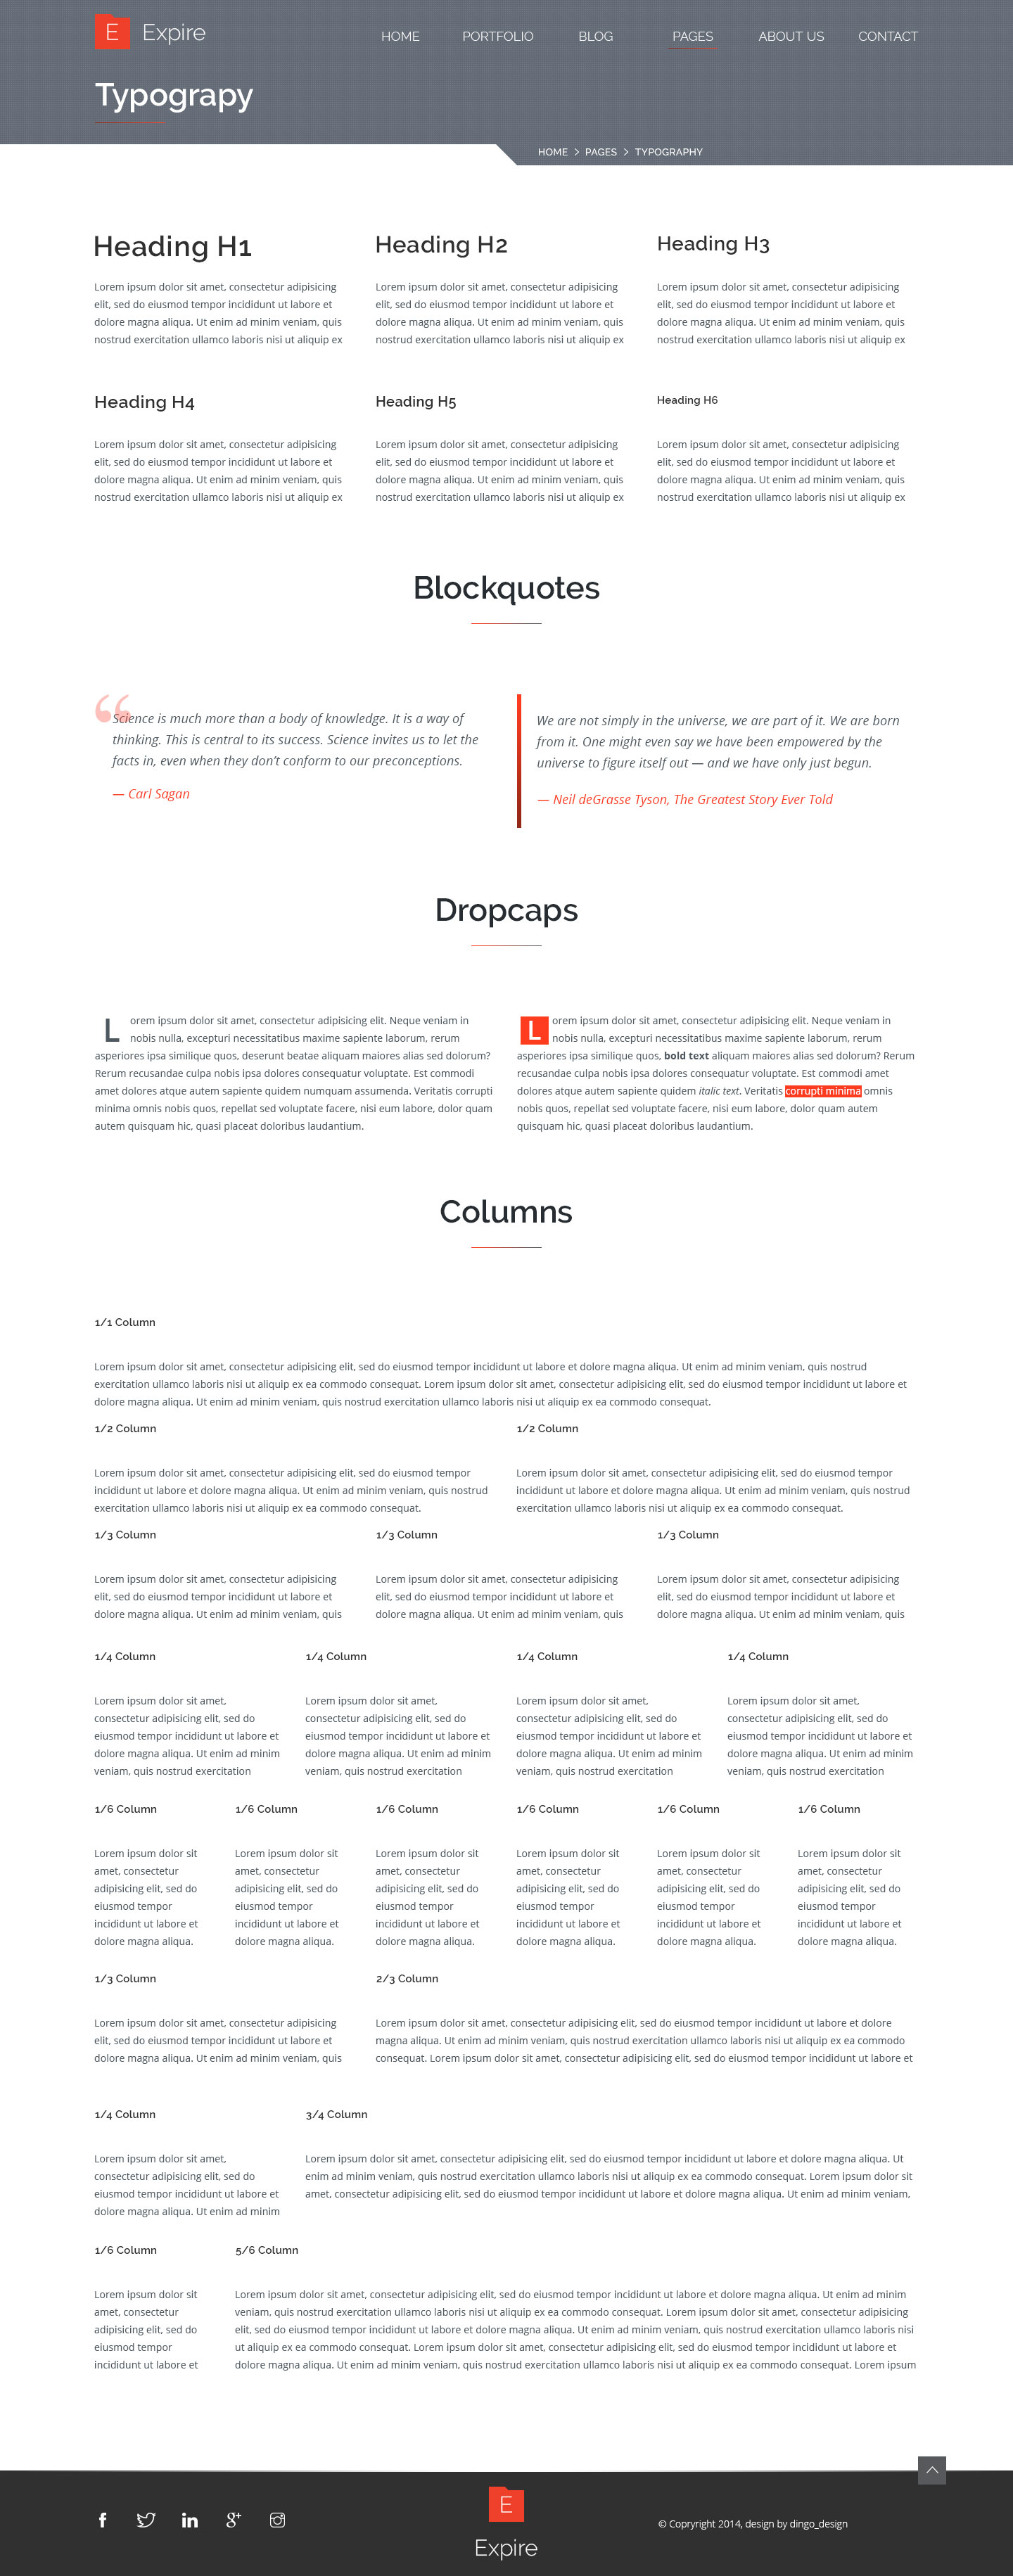 E Expire
HOME PORTFOLIO BLOG PAGES ABOUT US CONTACT
Typograpy
HOME > PAGES > TYPOGRAPHY
Heading H1
Lorem ipsum dolor sit amet, consectetur adipisicing
elit, sed do eiusmod tempor incididunt ut labore et
dolore magna aliqua. Ut enim ad minim veniam, quis
nostrud exercitation ullamco laboris nisi ut aliquip ex
Heading H2
Lorem ipsum dolor sit amet, consectetur adipisicing
elit, sed do eiusmod tempor incididunt ut labore et
dolore magna aliqua. Ut enim ad minim veniam, quis
nostrud exercitation ullamco laboris nisi ut aliquip ex
Heading H3
Lorem ipsum dolor sit amet, consectetur adipisicing
elit, sed do eiusmod tempor incididunt ut labore et
dolore magna aliqua. Ut enim ad minim veniam, quis
nostrud exercitation ullamco laboris nisi ut aliquip ex
Heading H4
Lorem ipsum dolor sit amet, consectetur adipisicing
elit, sed do eiusmod tempor incididunt ut labore et
dolore magna aliqua. Ut enim ad minim veniam, quis
nostrud exercitation ullamco laboris nisi ut aliquip ex
Heading H5
Lorem ipsum dolor sit amet, consectetur adipisicing
elit, sed do eiusmod tempor incididunt ut labore et
dolore magna aliqua. Ut enim ad minim veniam, quis
nostrud exercitation ullamco laboris nisi ut aliquip ex
Heading H6
Lorem ipsum dolor sit amet, consectetur adipisicing
elit, sed do eiusmod tempor incididunt ut labore et
dolore magna aliqua. Ut enim ad minim veniam, quis
nostrud exercitation ullamco laboris nisi ut aliquip ex
Blockquotes
“
Science is much more than a body of knowledge. It is a way of
thinking. This is central to its success. Science invites us to let the
facts in, even when they don’t conform to our preconceptions.
— Carl Sagan
We are not simply in the universe, we are part of it. We are born
from it. One might even say we have been empowered by the
universe to figure itself out — and we have only just begun.
— Neil deGrasse Tyson, The Greatest Story Ever Told
Dropcaps
Lorem ipsum dolor sit amet, consectetur adipisicing elit. Neque veniam in
nobis nulla, excepturi necessitatibus maxime sapiente laborum, rerum
asperiores ipsa similique quos, deserunt beatae aliquam maiores alias sed dolorum?
Rerum recusandae culpa nobis ipsa dolores consequatur voluptate. Est commodi
amet dolores atque autem sapiente quidem numquam assumenda. Veritatis corrupti
minima omnis nobis quos, repellat sed voluptate facere, nisi eum labore, dolor quam
autem quisquam hic, quasi placeat doloribus laudantium.
Lorem ipsum dolor sit amet, consectetur adipisicing elit. Neque veniam in
nobis nulla, excepturi necessitatibus maxime sapiente laborum, rerum
asperiores ipsa similique quos, bold text aliquam maiores alias sed dolorum? Rerum
recusandae culpa nobis ipsa dolores consequatur voluptate. Est commodi amet
dolores atque autem sapiente quidem italic text. Veritatis corrupti minima omnis
nobis quos, repellat sed voluptate facere, nisi eum labore, dolor quam autem
quisquam hic, quasi placeat doloribus laudantium.
Columns
1/1 Column
Lorem ipsum dolor sit amet, consectetur adipisicing elit, sed do eiusmod tempor incididunt ut labore et dolore magna aliqua. Ut enim ad minim veniam, quis nostrud
exercitation ullamco laboris nisi ut aliquip ex ea commodo consequat. Lorem ipsum dolor sit amet, consectetur adipisicing elit, sed do eiusmod tempor incididunt ut labore et
dolore magna aliqua. Ut enim ad minim veniam, quis nostrud exercitation ullamco laboris nisi ut aliquip ex ea commodo consequat.
1/2 Column
Lorem ipsum dolor sit amet, consectetur adipisicing elit, sed do eiusmod tempor
incididunt ut labore et dolore magna aliqua. Ut enim ad minim veniam, quis nostrud
exercitation ullamco laboris nisi ut aliquip ex ea commodo consequat.
1/2 Column
Lorem ipsum dolor sit amet, consectetur adipisicing elit, sed do eiusmod tempor
incididunt ut labore et dolore magna aliqua. Ut enim ad minim veniam, quis nostrud
exercitation ullamco laboris nisi ut aliquip ex ea commodo consequat.
1/3 Column
Lorem ipsum dolor sit amet, consectetur adipisicing
elit, sed do eiusmod tempor incididunt ut labore et
dolore magna aliqua. Ut enim ad minim veniam, quis
1/3 Column
Lorem ipsum dolor sit amet, consectetur adipisicing
elit, sed do eiusmod tempor incididunt ut labore et
dolore magna aliqua. Ut enim ad minim veniam, quis
1/3 Column
Lorem ipsum dolor sit amet, consectetur adipisicing
elit, sed do eiusmod tempor incididunt ut labore et
dolore magna aliqua. Ut enim ad minim veniam, quis
1/4 Column
Lorem ipsum dolor sit amet,
consectetur adipisicing elit, sed do
eiusmod tempor incididunt ut labore et
dolore magna aliqua. Ut enim ad minim
veniam, quis nostrud exercitation
1/4 Column
Lorem ipsum dolor sit amet,
consectetur adipisicing elit, sed do
eiusmod tempor incididunt ut labore et
dolore magna aliqua. Ut enim ad minim
veniam, quis nostrud exercitation
1/4 Column
Lorem ipsum dolor sit amet,
consectetur adipisicing elit, sed do
eiusmod tempor incididunt ut labore et
dolore magna aliqua. Ut enim ad minim
veniam, quis nostrud exercitation
1/4 Column
Lorem ipsum dolor sit amet,
consectetur adipisicing elit, sed do
eiusmod tempor incididunt ut labore et
dolore magna aliqua. Ut enim ad minim
veniam, quis nostrud exercitation
1/6 Column
Lorem ipsum dolor sit
amet, consectetur
adipisicing elit, sed do
eiusmod tempor
incididunt ut labore et
dolore magna aliqua.
1/6 Column
Lorem ipsum dolor sit
amet, consectetur
adipisicing elit, sed do
eiusmod tempor
incididunt ut labore et
dolore magna aliqua.
1/6 Column
Lorem ipsum dolor sit
amet, consectetur
adipisicing elit, sed do
eiusmod tempor
incididunt ut labore et
dolore magna aliqua.
1/6 Column
Lorem ipsum dolor sit
amet, consectetur
adipisicing elit, sed do
eiusmod tempor
incididunt ut labore et
dolore magna aliqua.
1/6 Column
Lorem ipsum dolor sit
amet, consectetur
adipisicing elit, sed do
eiusmod tempor
incididunt ut labore et
dolore magna aliqua.
1/6 Column
Lorem ipsum dolor sit
amet, consectetur
adipisicing elit, sed do
eiusmod tempor
incididunt ut labore et
dolore magna aliqua.
1/3 Column
Lorem ipsum dolor sit amet, consectetur adipisicing
elit, sed do eiusmod tempor incididunt ut labore et
dolore magna aliqua. Ut enim ad minim veniam, quis
2/3 Column
Lorem ipsum dolor sit amet, consectetur adipisicing elit, sed do eiusmod tempor incididunt ut labore et dolore
magna aliqua. Ut enim ad minim veniam, quis nostrud exercitation ullamco laboris nisi ut aliquip ex ea commodo
consequat. Lorem ipsum dolor sit amet, consectetur adipisicing elit, sed do eiusmod tempor incididunt ut labore et
1/4 Column
Lorem ipsum dolor sit amet,
consectetur adipisicing elit, sed do
eiusmod tempor incididunt ut labore et
dolore magna aliqua. Ut enim ad minim
3/4 Column
Lorem ipsum dolor sit amet, consectetur adipisicing elit, sed do eiusmod tempor incididunt ut labore et dolore magna aliqua. Ut
enim ad minim veniam, quis nostrud exercitation ullamco laboris nisi ut aliquip ex ea commodo consequat. Lorem ipsum dolor sit
amet, consectetur adipisicing elit, sed do eiusmod tempor incididunt ut labore et dolore magna aliqua. Ut enim ad minim veniam,
1/6 Column
Lorem ipsum dolor sit
amet, consectetur
adipisicing elit, sed do
eiusmod tempor
incididunt ut labore et
5/6 Column
Lorem ipsum dolor sit amet, consectetur adipisicing elit, sed do eiusmod tempor incididunt ut labore et dolore magna aliqua. Ut enim ad minim
veniam, quis nostrud exercitation ullamco laboris nisi ut aliquip ex ea commodo consequat. Lorem ipsum dolor sit amet, consectetur adipisicing
elit, sed do eiusmod tempor incididunt ut labore et dolore magna aliqua. Ut enim ad minim veniam, quis nostrud exercitation ullamco laboris nisi
ut aliquip ex ea commodo consequat. Lorem ipsum dolor sit amet, consectetur adipisicing elit, sed do eiusmod tempor incididunt ut labore et
dolore magna aliqua. Ut enim ad minim veniam, quis nostrud exercitation ullamco laboris nisi ut aliquip ex ea commodo consequat. Lorem ipsum
E
Expire
© Copryright 2014, design by dingo_design